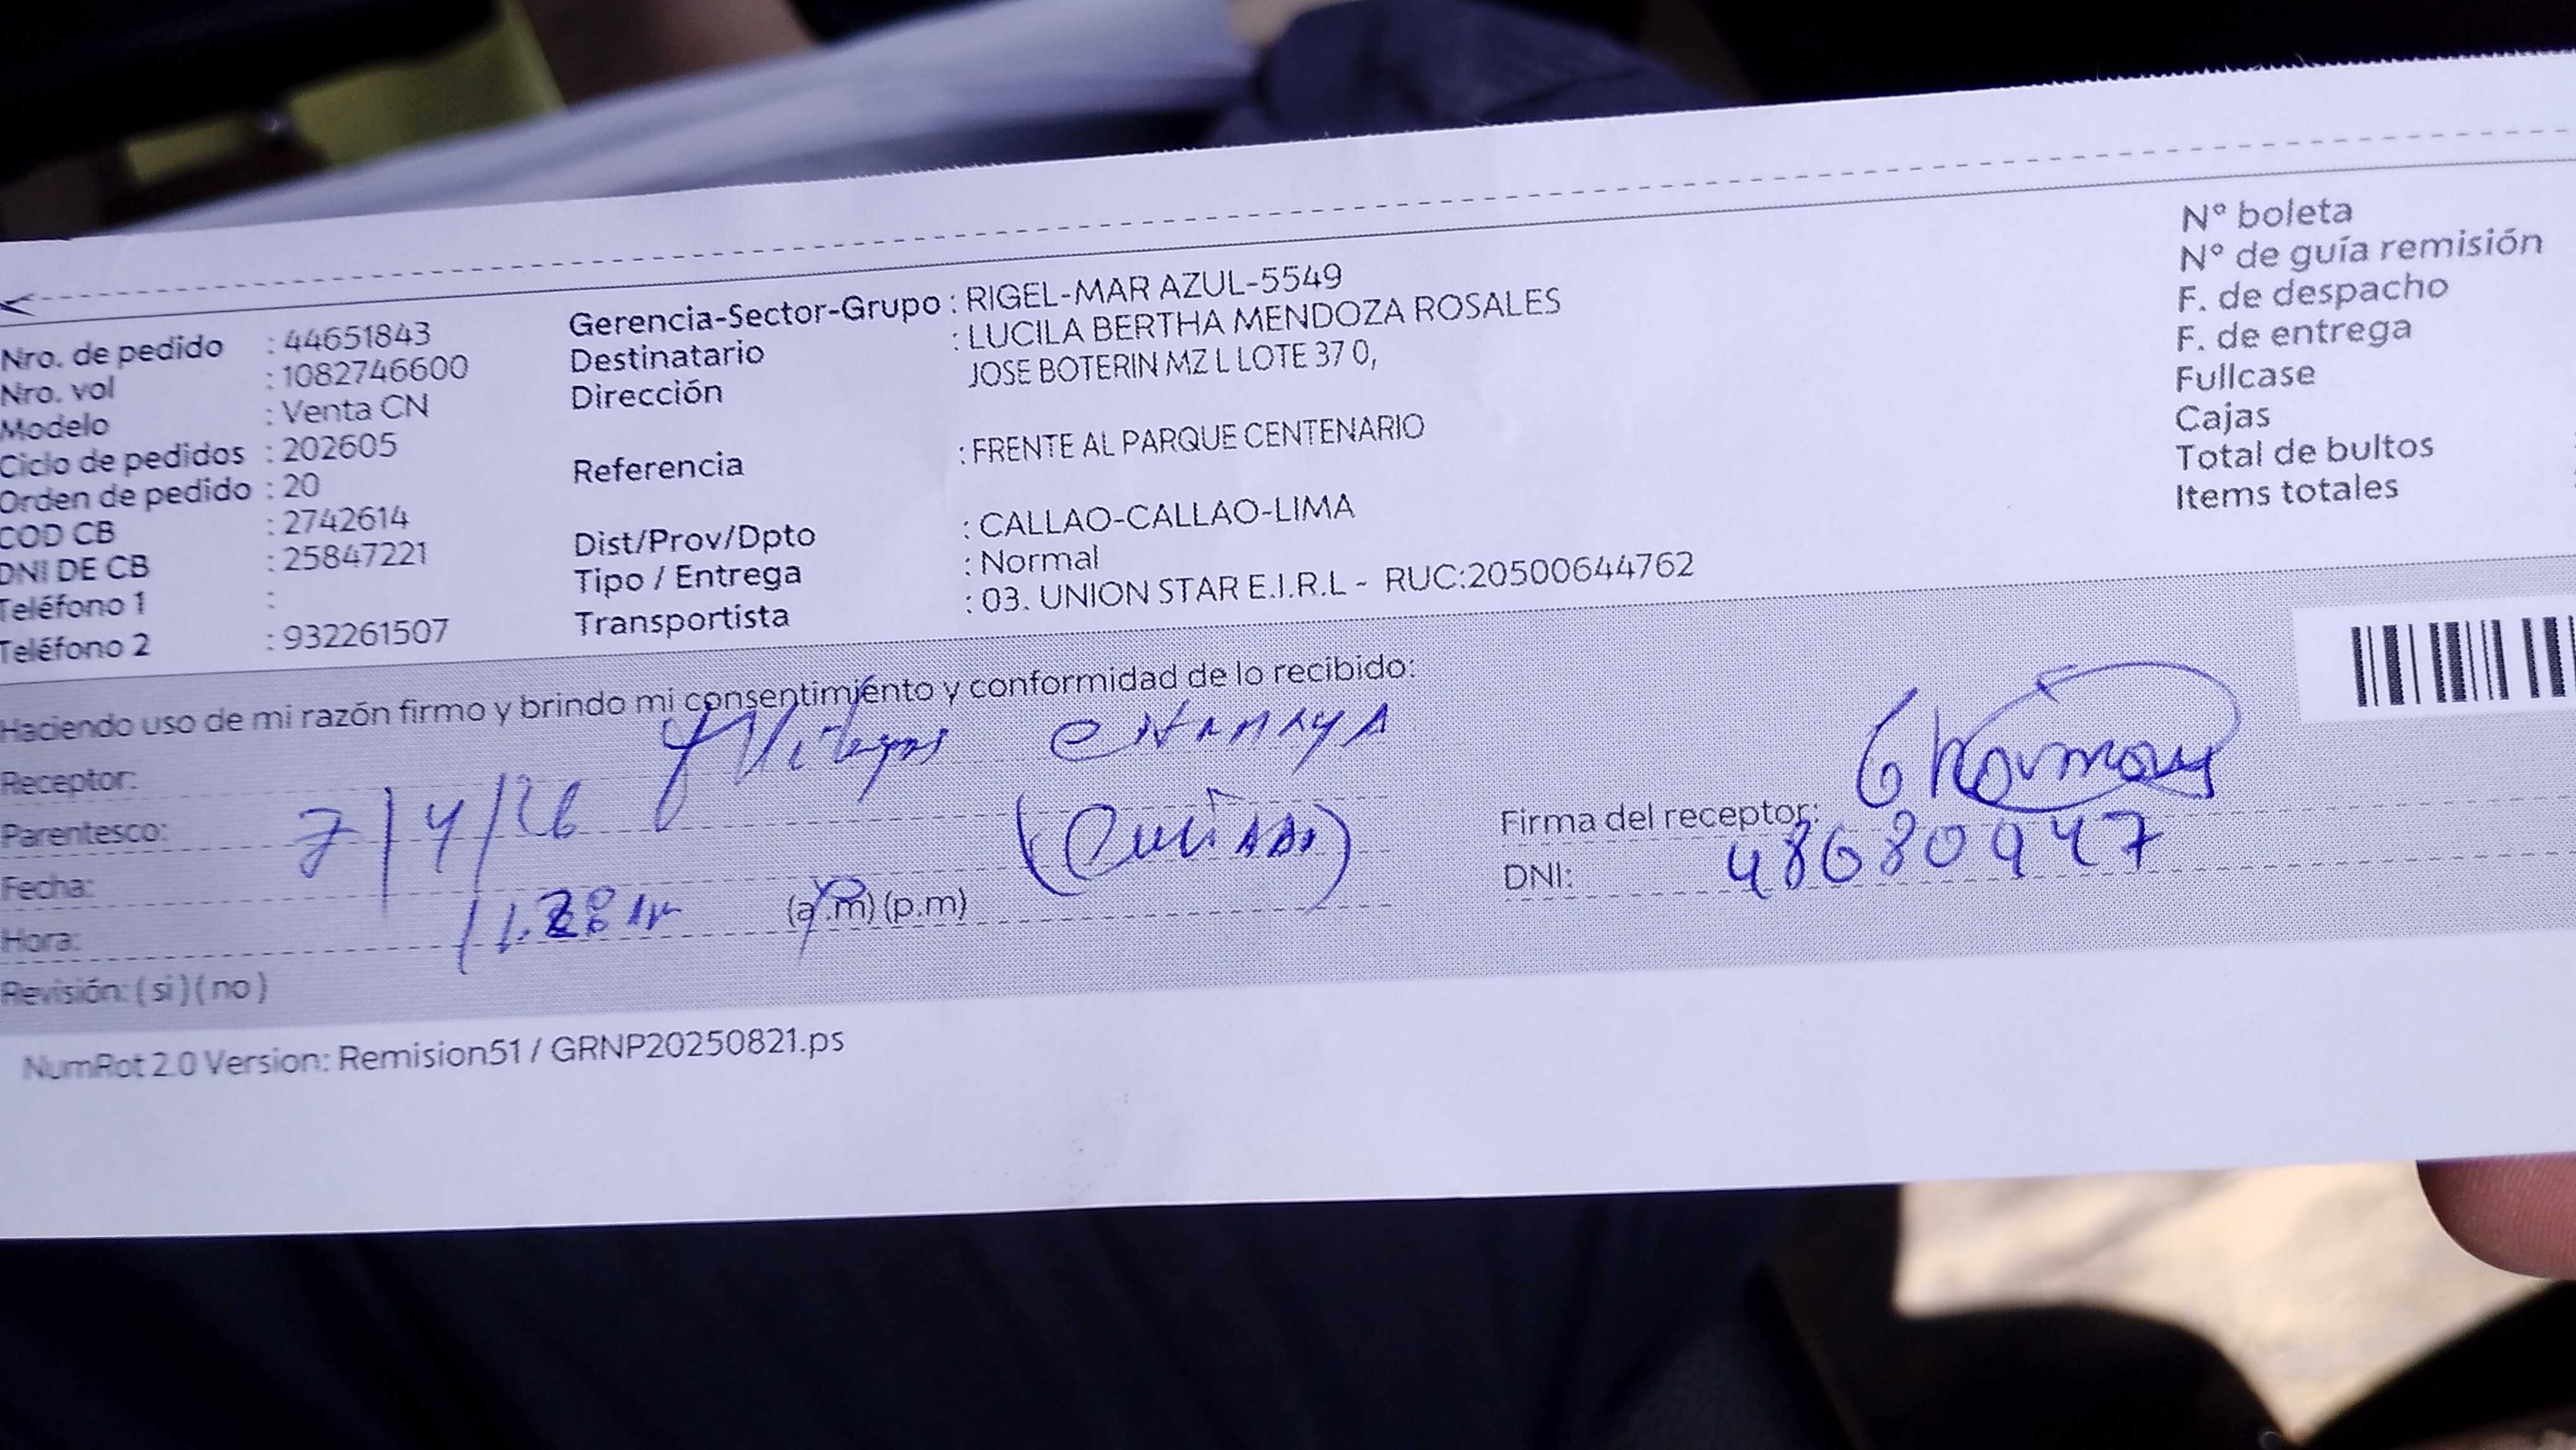 Nro. de pedido : 44651843
Nro. vol : 1082746600
Modelo : Venta CN
Ciclo de pedidos : 202605
Orden de pedido : 20
COD CB : 2742614
DNI DE CB : 25847221
Teléfono 1 :
Teléfono 2 : 932261507
Gerencia-Sector-Grupo : RIGEL-MAR AZUL-5549
Destinatario : LUCILA BERTHA MENDOZA ROSALES
Dirección JOSE BOTERIN MZ L LOTE 37 0,
Referencia : FRENTE AL PARQUE CENTENARIO
Dist/Prov/Dpto : CALLAO-CALLAO-LIMA
Tipo / Entrega : Normal
Transportista : 03. UNION STAR E.I.R.L - RUC:20500644762
N° boleta
N° de guía remisión
F. de despacho
F. de entrega
Fullcase
Cajas
Total de bultos
Items totales
Haciendo uso de mi razón firmo y brindo mi consentimiento y conformidad de lo recibido:
Receptor:
Parentesco:
Fecha: 7/4/26
Hora: 11.28 (a.m) (p.m)
Revisión: ( si ) ( no )
Firma del receptor:
DNI: 48680947
NumRot 2.0 Version: Remision51 / GRNP20250821.ps